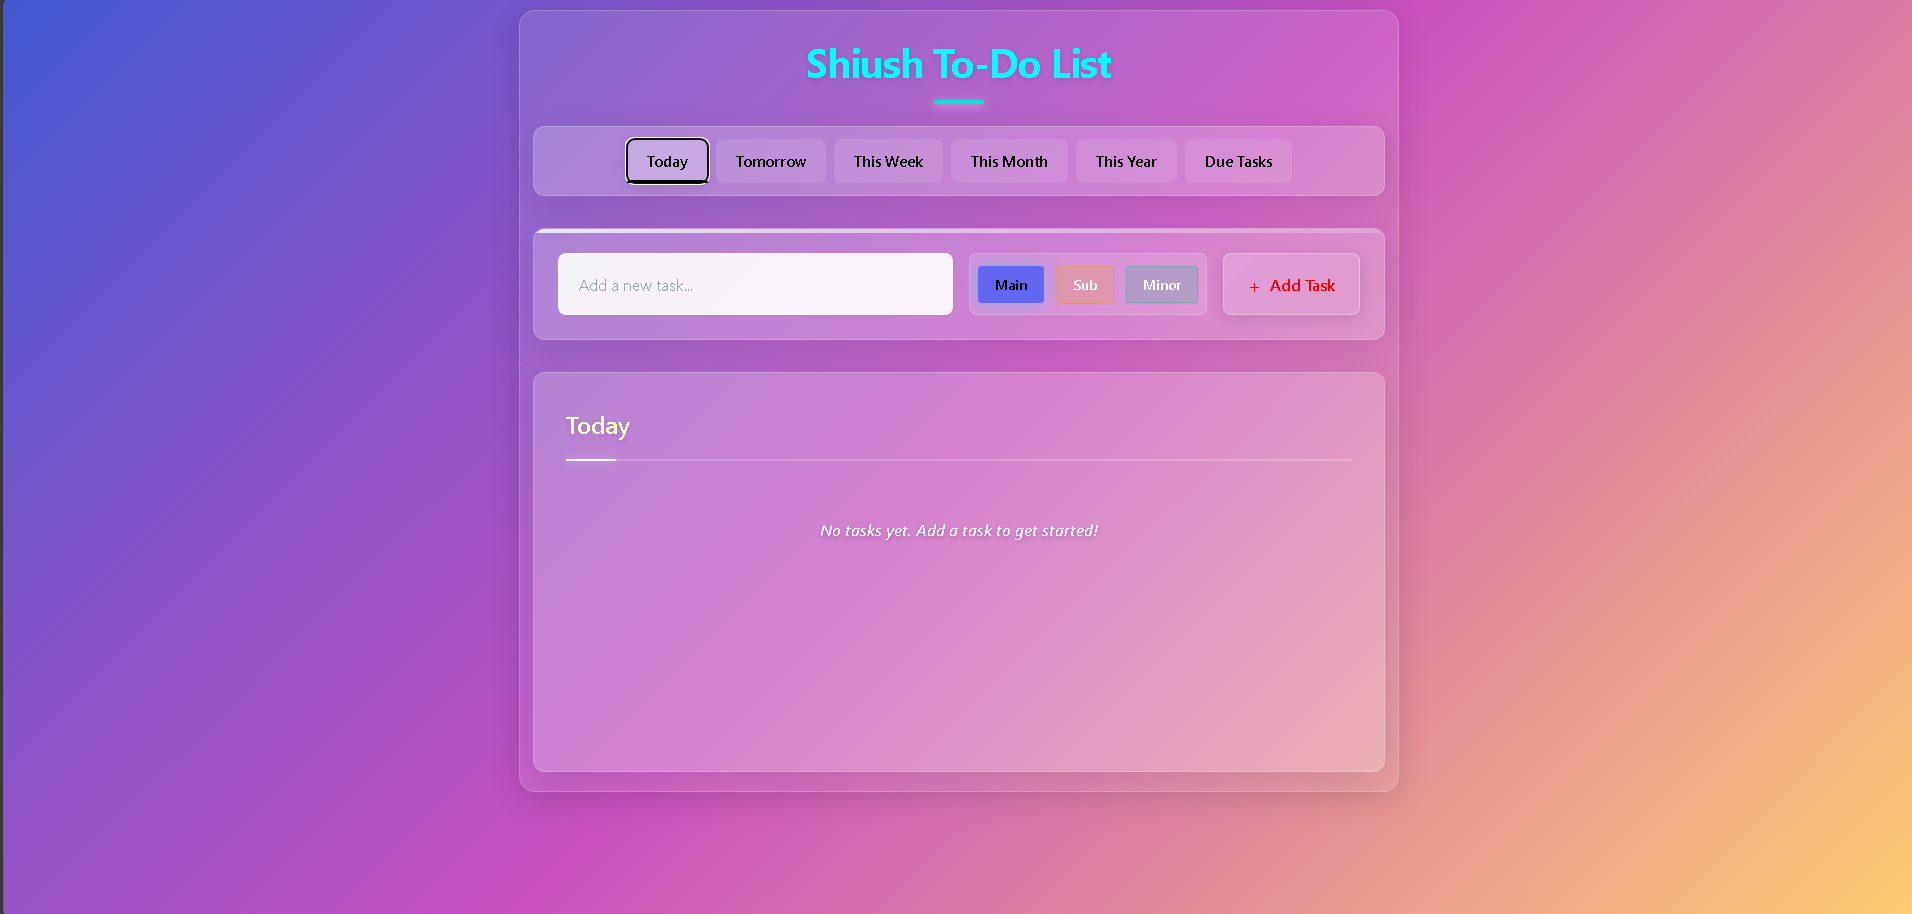 Shiush To-Do List
Today Tomorrow This Week This Month This Year Due Tasks
Add a new task... Main Sub Minor + Add Task
Today
No tasks yet. Add a task to get started!